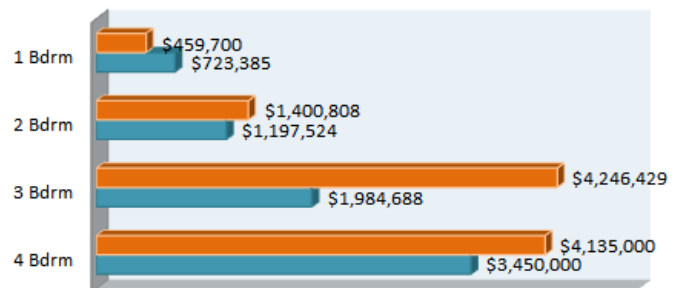 1 Bdrm
$459,700
$723,385
2 Bdrm
$1,400,808
$1,197,524
3 Bdrm
$4,246,429
$1,984,688
4 Bdrm
$4,135,000
$3,450,000